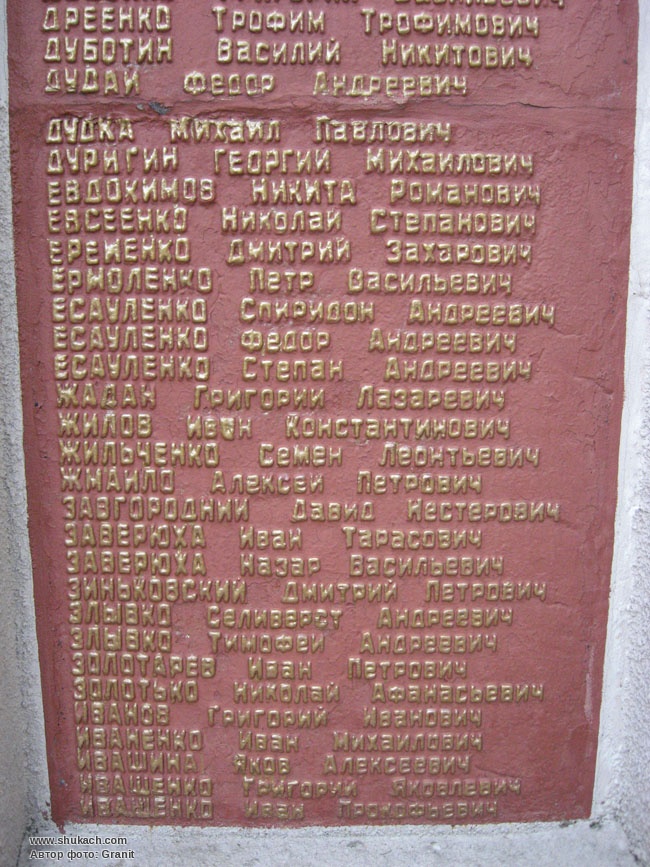 ДРЕЕНКО Трофим Трофимович
ДУБОТИН Василий Никитович
ДУДАЙ Федор Андреевич
ДУДКА Михаил Павлович
ДУРИГИН Георгий Михаилович
ЕВДОКИМОВ Никита Романович
ЕВСЕЕНКО Николай Степанович
ЕРЕМЕНКО Дмитрий Захарович
ЕРМОЛЕНКО Петр Васильевич
ЕСАУЛЕНКО Спиридон Андреевич
ЕСАУЛЕНКО Федор Андреевич
ЕСАУЛЕНКО Степан Андреевич
ЖАДАН Григории Лазаревич
ЖИЛОВ Иван Константинович
ЖИЛЬЧЕНКО Семен Леонтьевич
ЖМАИЛО Алексей Петрович
ЗАВГОРОДНИЙ Давид Нестерович
ЗАВЕРЮХА Иван Тарасович
ЗАВЕРЮХА Назар Васильевич
ЗИНЬКОВСКИЙ Дмитрий Петрович
ЗЛЫВКО Селиверст Андреевич
ЗЛЫВКО Тимофей Андреевич
ЗОЛОТАРЕВ Иван Петрович
ЗОЛОТЬКО Николай Афанасьевич
ИВАНОВ Григорий Иванович
ИВАНЕНКО Иван Михаилович
ИВАШИНА Яков Алексеевич
ИВАЩЕНКО Григорий Яковлевич
ИВАЩЕНКО Иван Прокофьевич
www.shukach.com
Автор фото: Granit